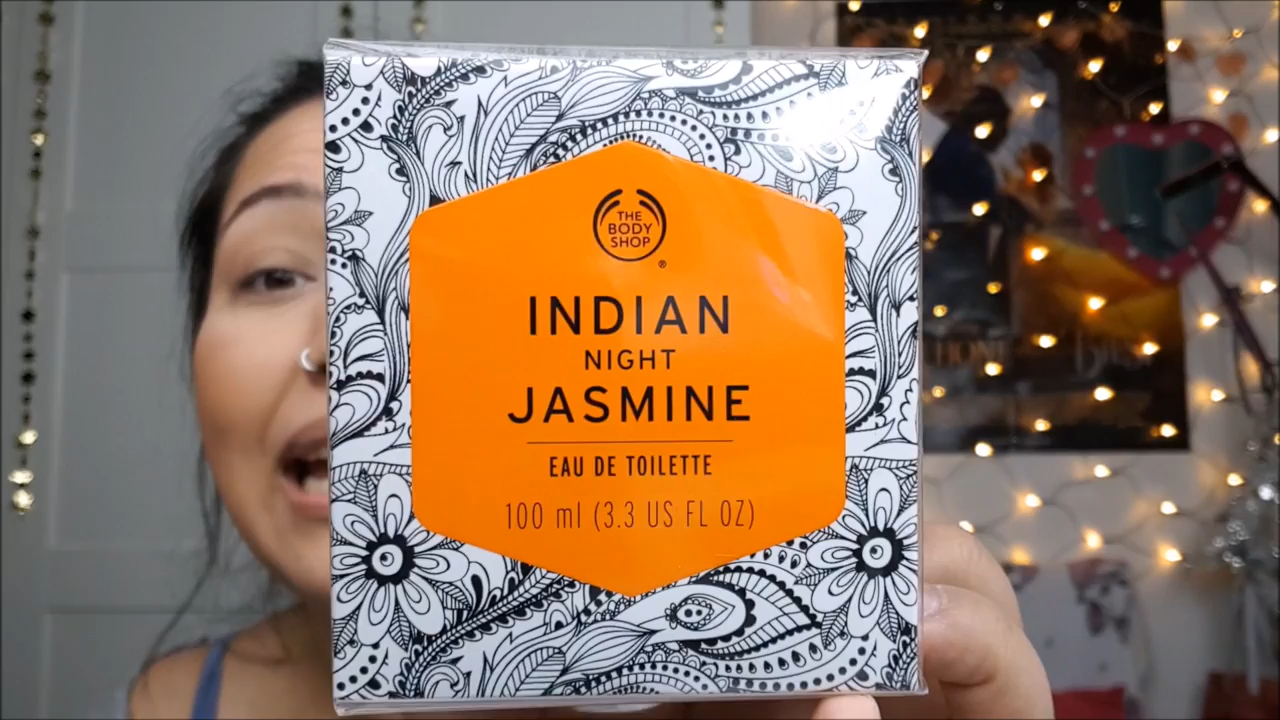 THE
BODY
SHOP
®
INDIAN
NIGHT
JASMINE
EAU DE TOILETTE
100 ml (3.3 US FL OZ)